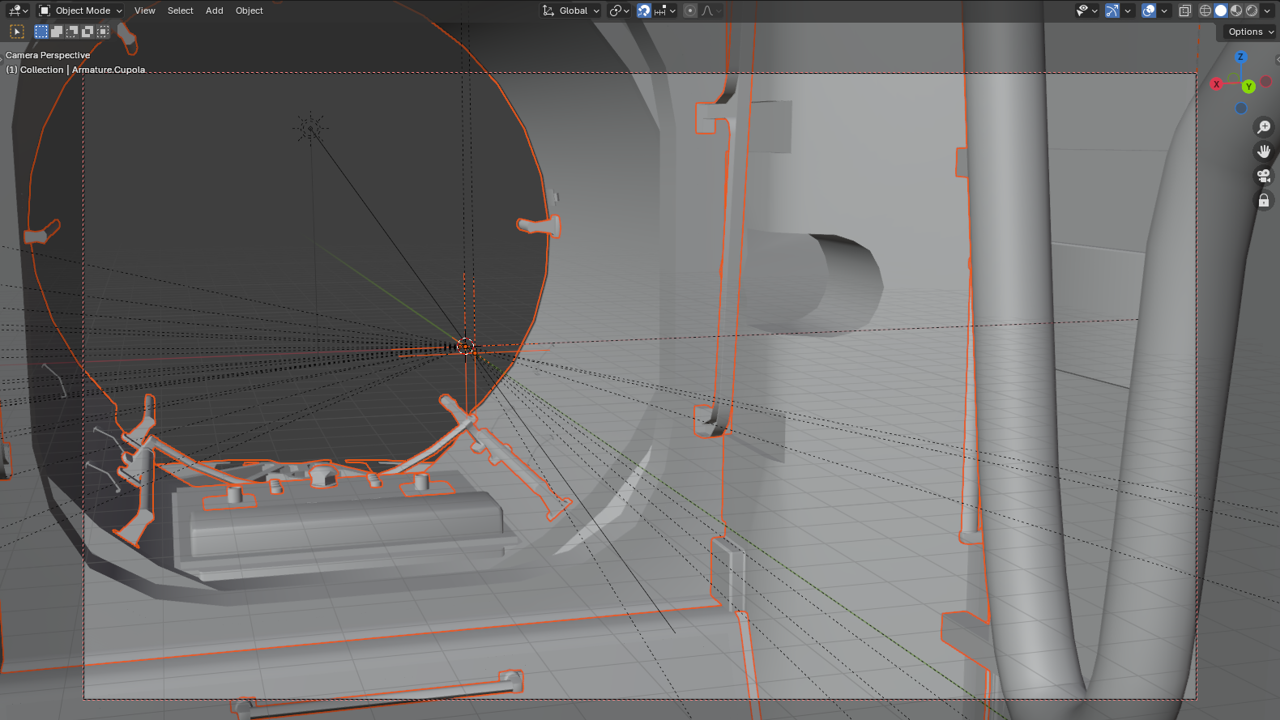 Object Mode View Select Add Object Global
Options
Camera Perspective
(1) Collection | Armature.Cupola
Z
X
Y